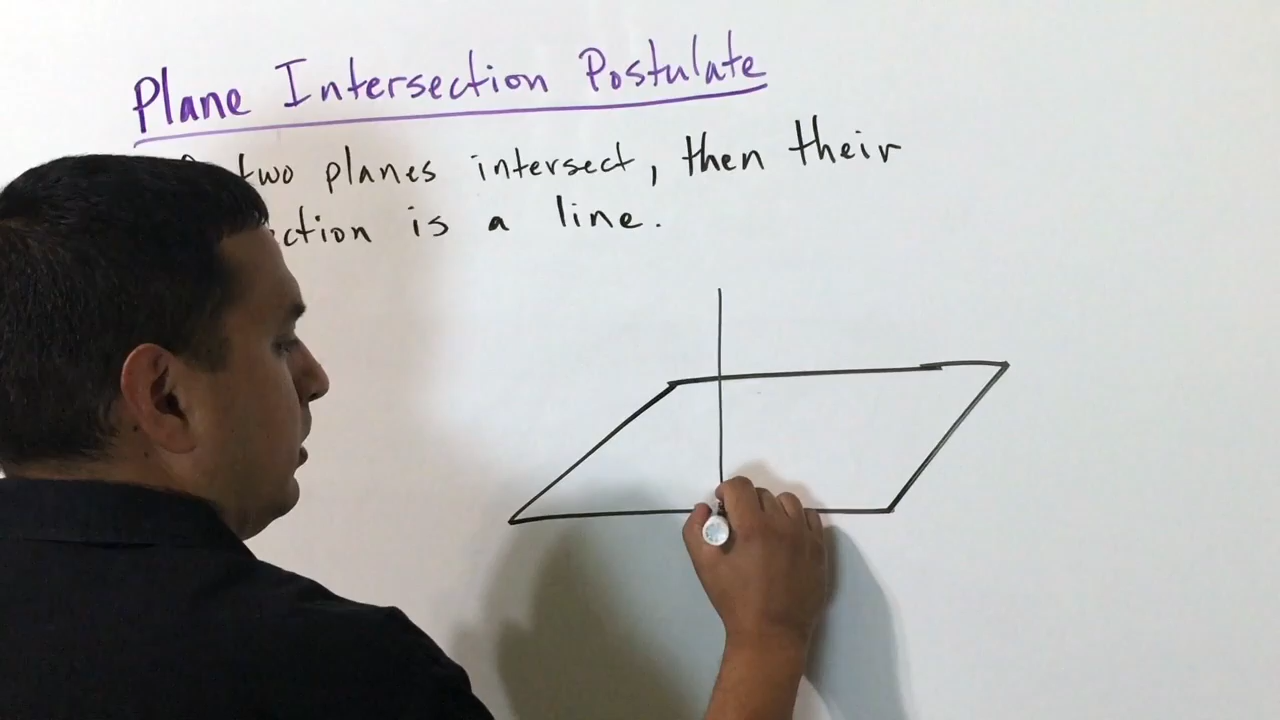 Plane Intersection Postulate
two planes intersect, then their
ction is a line.